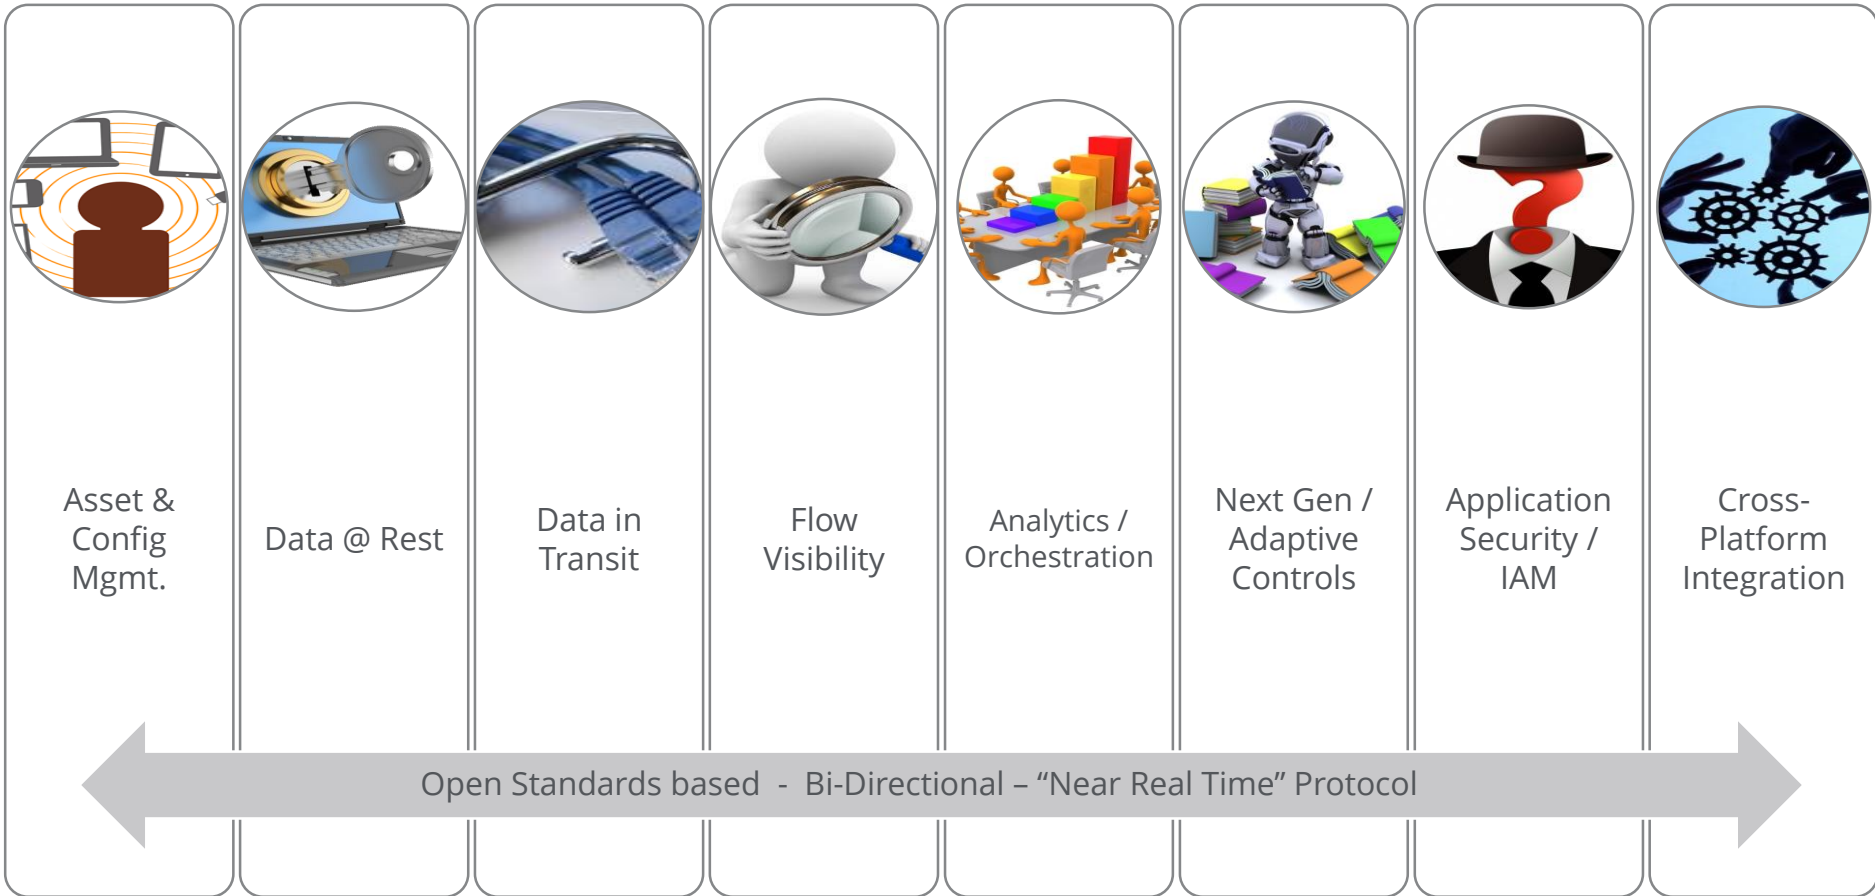 Asset &
Config
Mgmt.
Data @ Rest
Data in
Transit
Flow
Visibility
Analytics /
Orchestration
Next Gen /
Adaptive
Controls
Application
Security /
IAM
Cross-
Platform
Integration
Open Standards based - Bi-Directional – “Near Real Time” Protocol